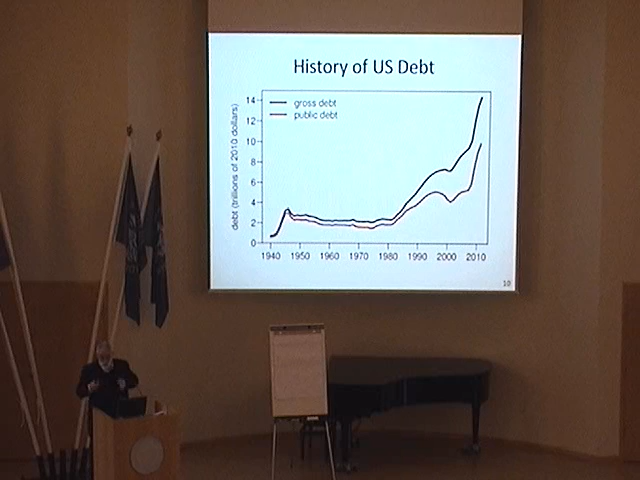 History of US Debt
gross debt
public debt
debt (trillions of 2010 dollars)
14
12
10
8
6
4
2
0
1940 1950 1960 1970 1980 1990 2000 2010
10